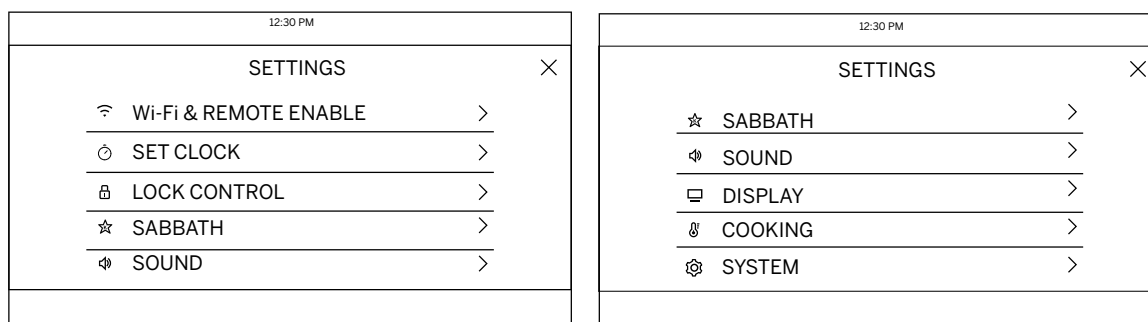 12:30 PM
SETTINGS
Wi-Fi & REMOTE ENABLE
SET CLOCK
LOCK CONTROL
SABBATH
SOUND
12:30 PM
SETTINGS
SABBATH
SOUND
DISPLAY
COOKING
SYSTEM